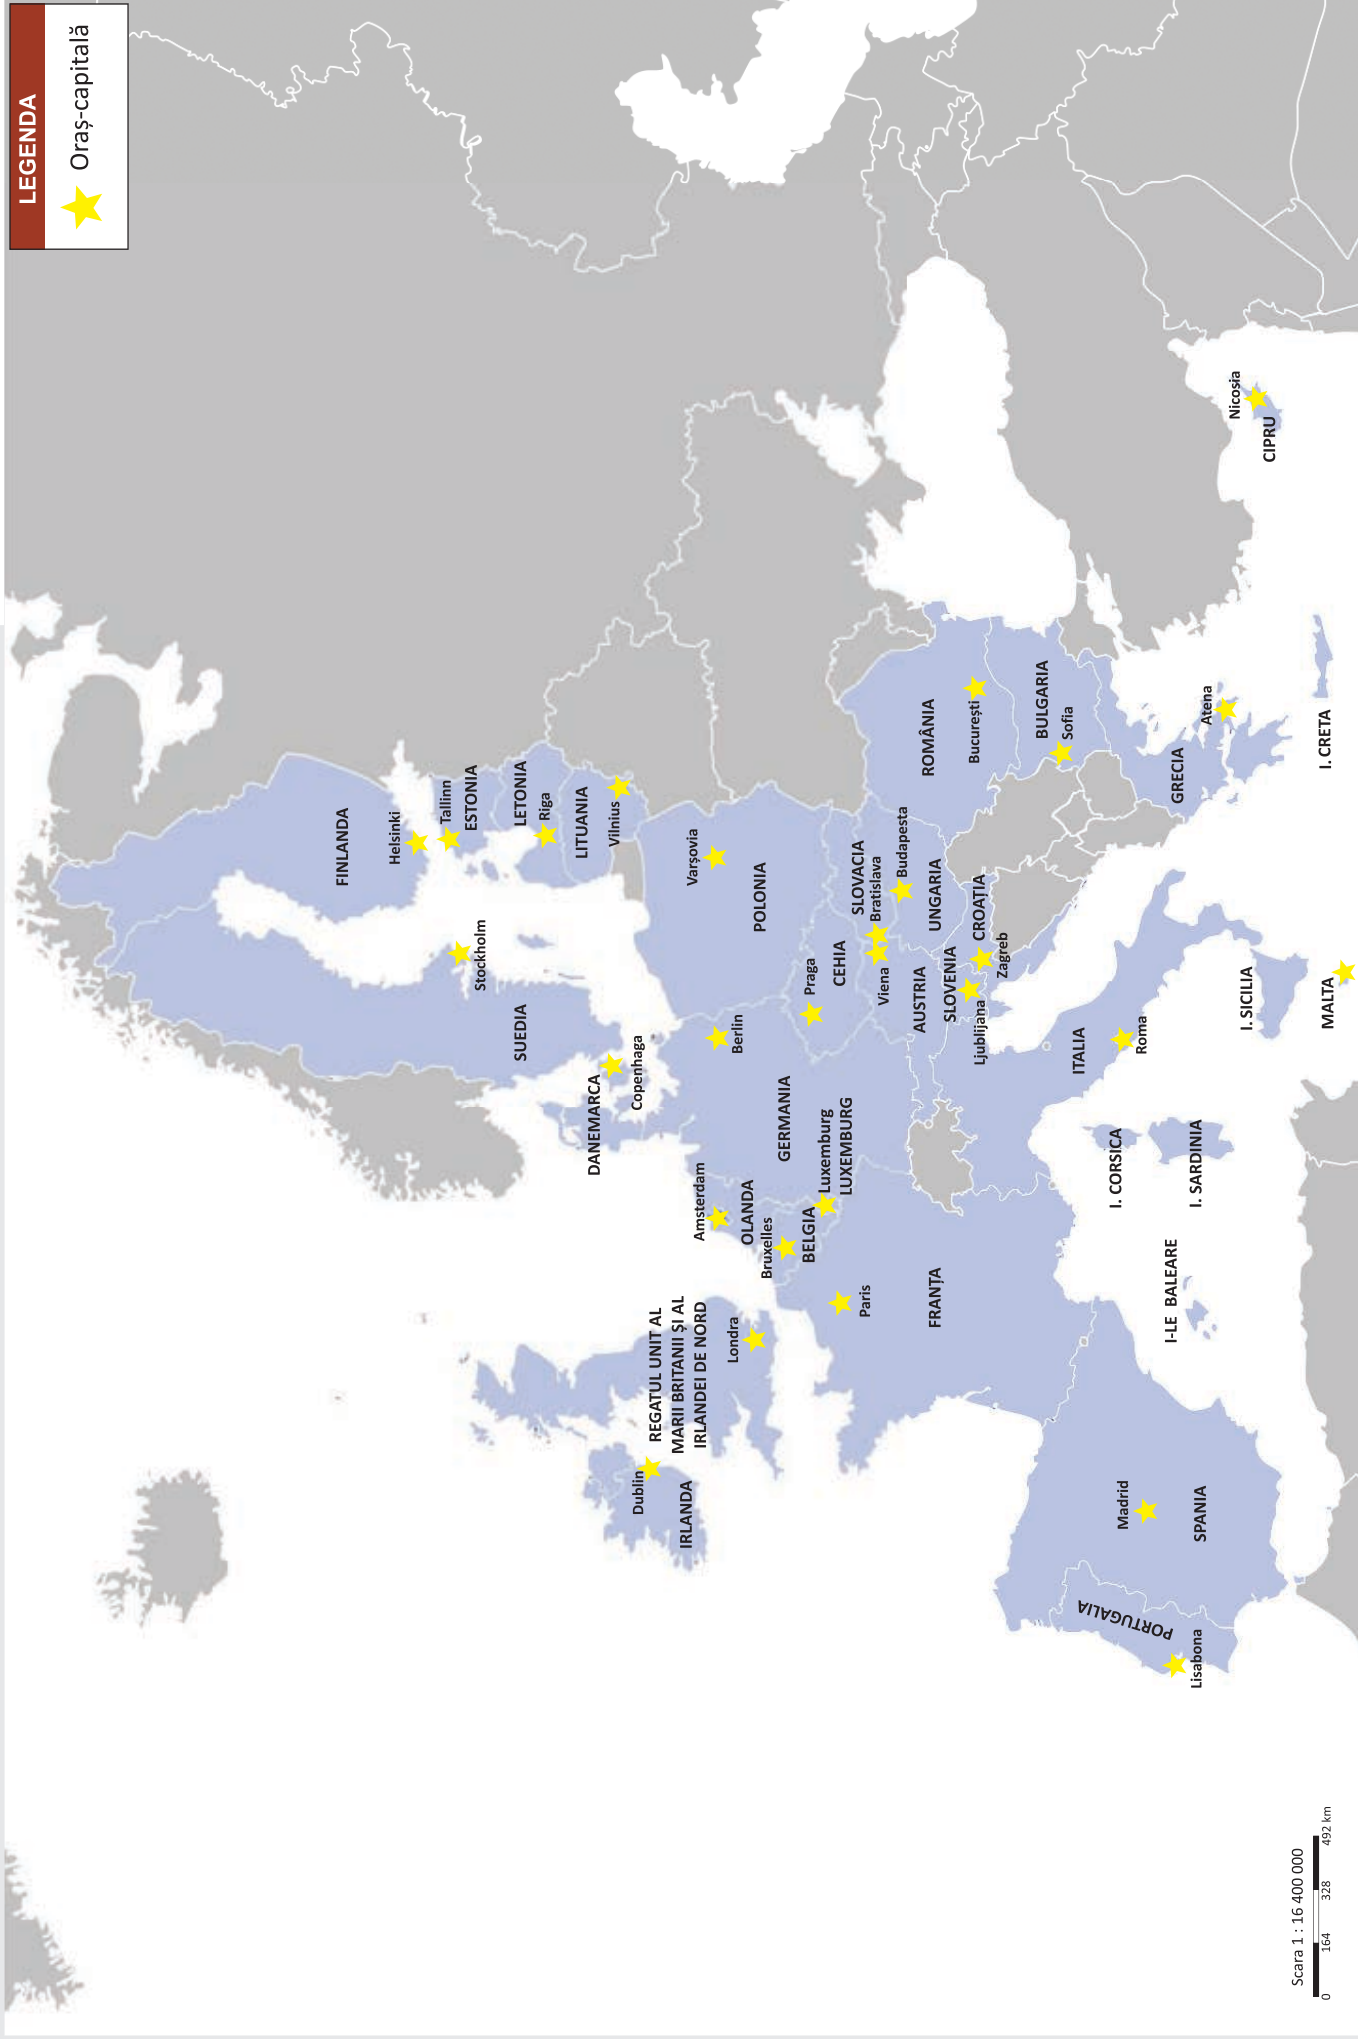 LEGENDA
Oraș-capitală
FINLANDA
Helsinki
Tallinn
ESTONIA
Stockholm
SUEDIA
LETONIA
Riga
LITUANIA
Vilnius
DANEMARCA
Copenhaga
Dublin
IRLANDA
REGATUL UNIT AL
MARII BRITANII ȘI AL
IRLANDEI DE NORD
Londra
Amsterdam
OLANDA
Bruxelles
BELGIA
Luxemburg
LUXEMBURG
Berlin
GERMANIA
Varșovia
POLONIA
Praga
CEHIA
SLOVACIA
Bratislava
Viena
AUSTRIA
Budapesta
UNGARIA
Paris
FRANȚA
SLOVENIA
Ljublijana
CROAȚIA
Zagreb
ROMÂNIA
București
BULGARIA
Sofia
ITALIA
Roma
I. CORSICA
I. SARDINIA
I-LE BALEARE
Madrid
SPANIA
PORTUGALIA
Lisabona
GRECIA
Atena
I. SICILIA
MALTA
I. CRETA
Nicosia
CIPRU
Scara 1 : 16 400 000
0 164 328 492 km